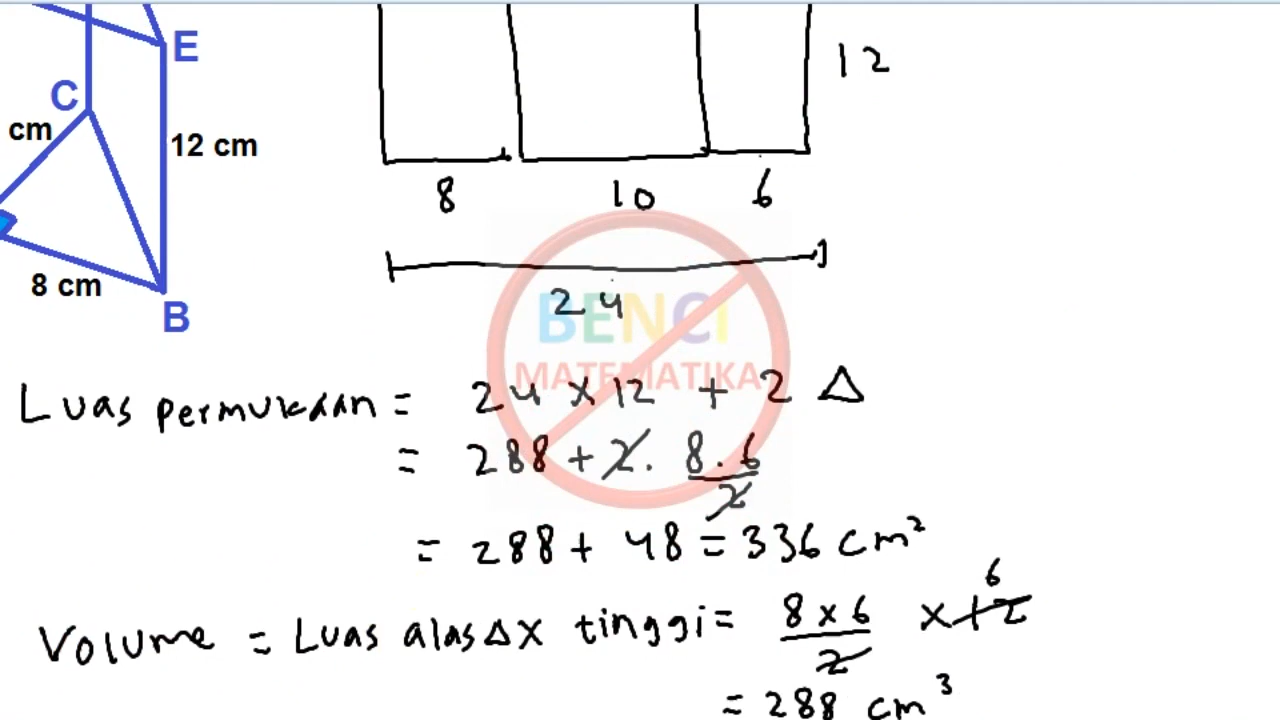 E
12
C
cm
12 cm
8 10 6
8 cm
24
B
BENCI
MATEMATIKA
Luas permukaan = 24 x 12 + 2 Δ
= 288 + 2. 8.6/2
= 288 + 48 = 336 cm²
6
Volume = Luas alas Δ x tinggi = 8 x 6/2 x 12
= 288 cm³